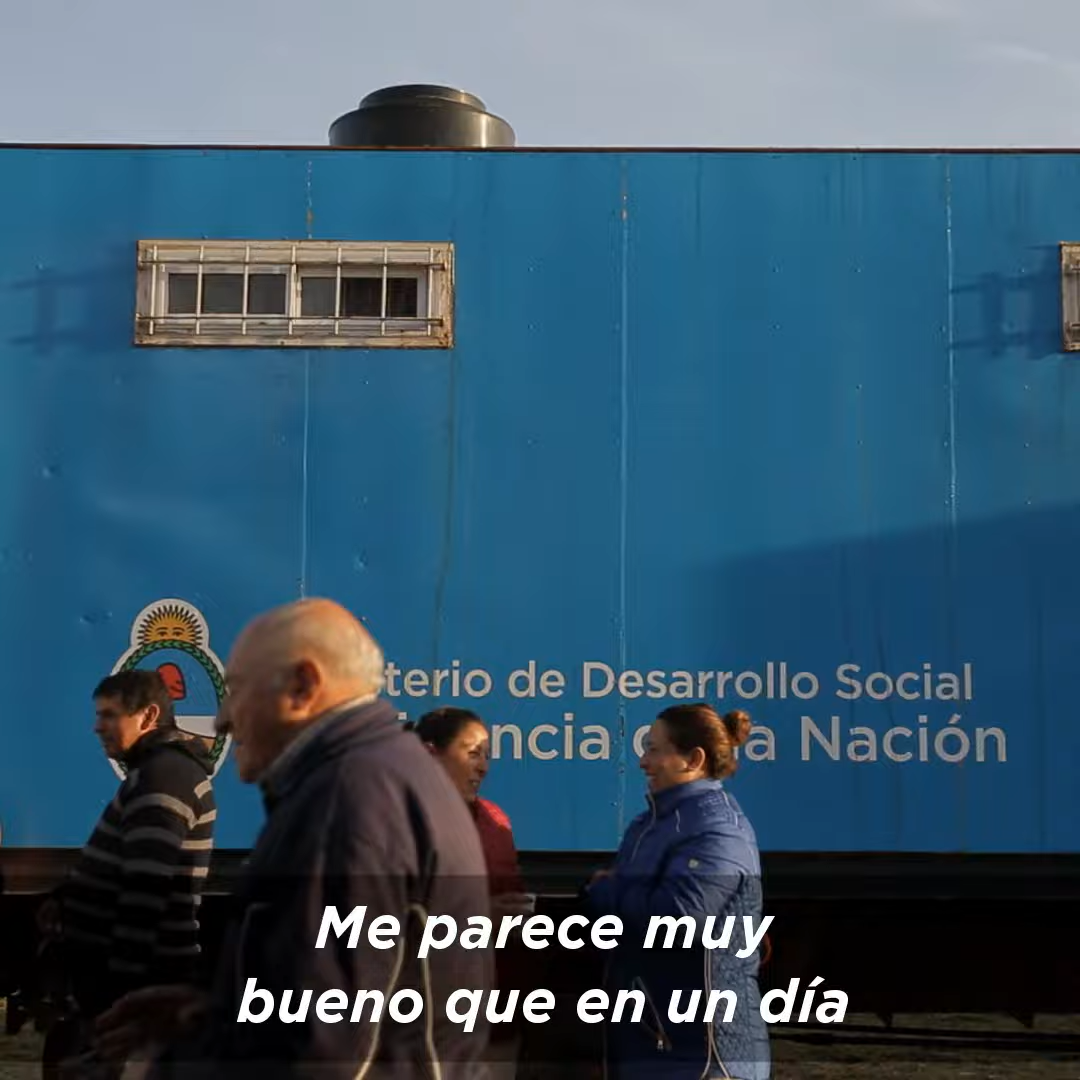 terio de Desarrollo Social
ncia a Nación
Me parece muy
bueno que en un día